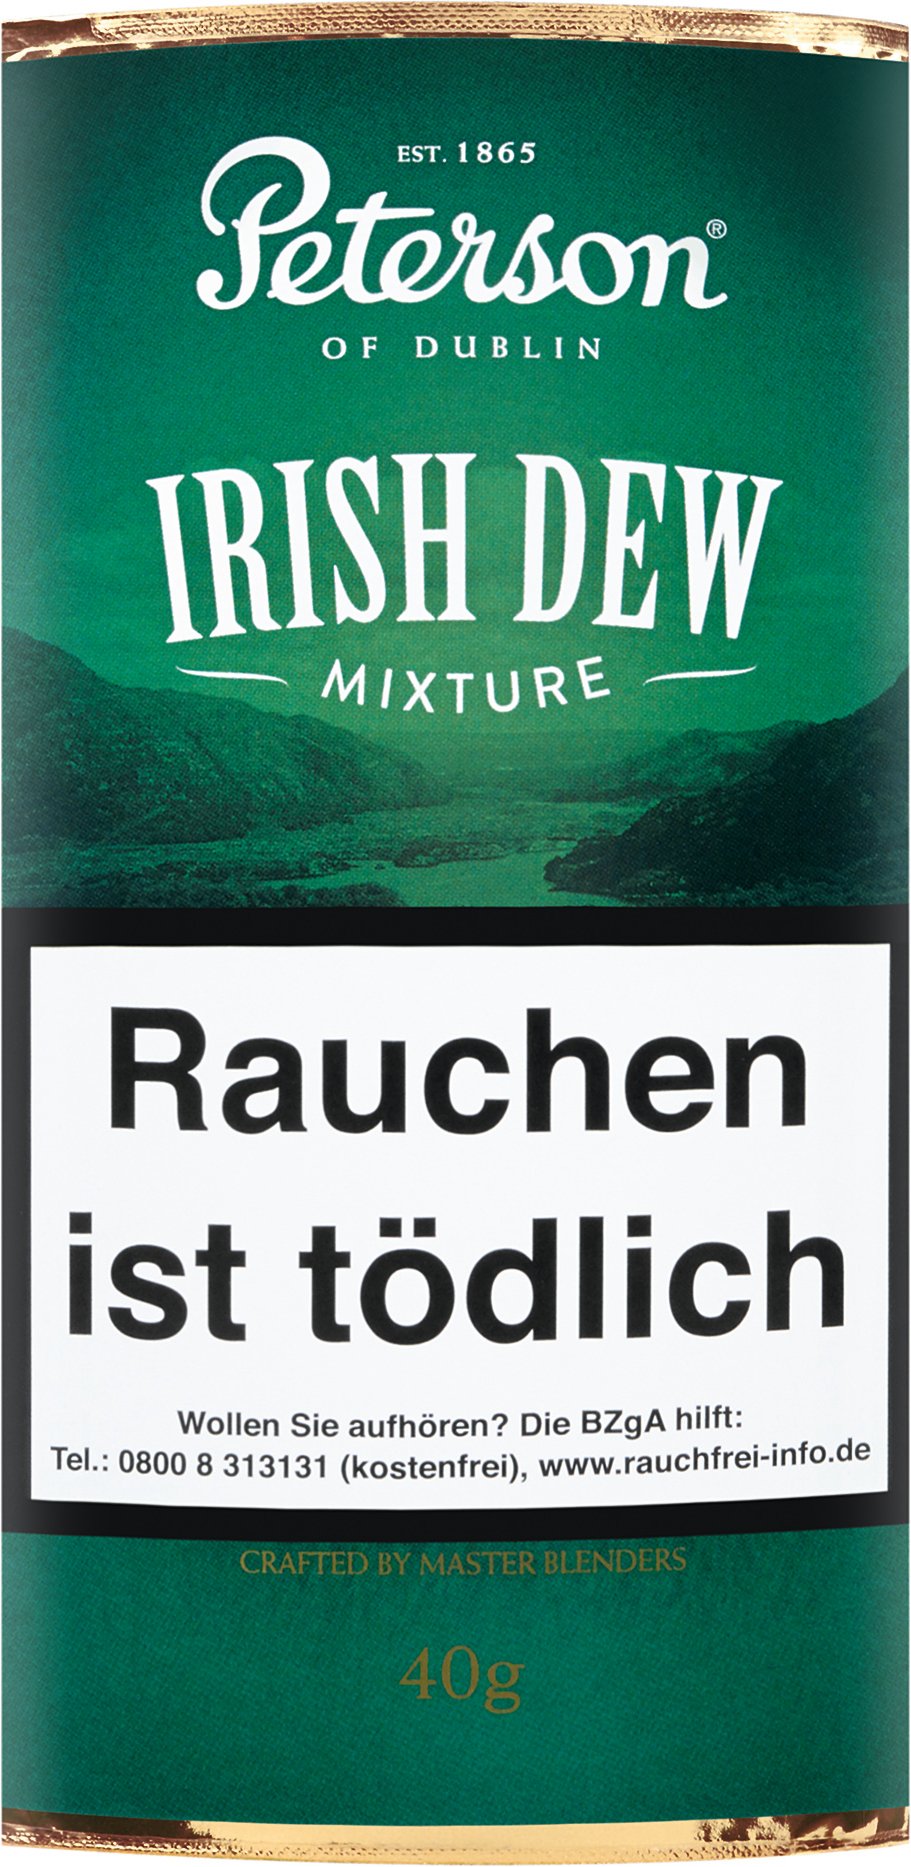 EST. 1865
Peterson®
OF DUBLIN
IRISH DEW
MIXTURE
Rauchen
ist tödlich
Wollen Sie aufhören? Die BZgA hilft:
Tel.: 0800 8 313131 (kostenfrei), www.rauchfrei-info.de
CRAFTED BY MASTER BLENDERS
40g